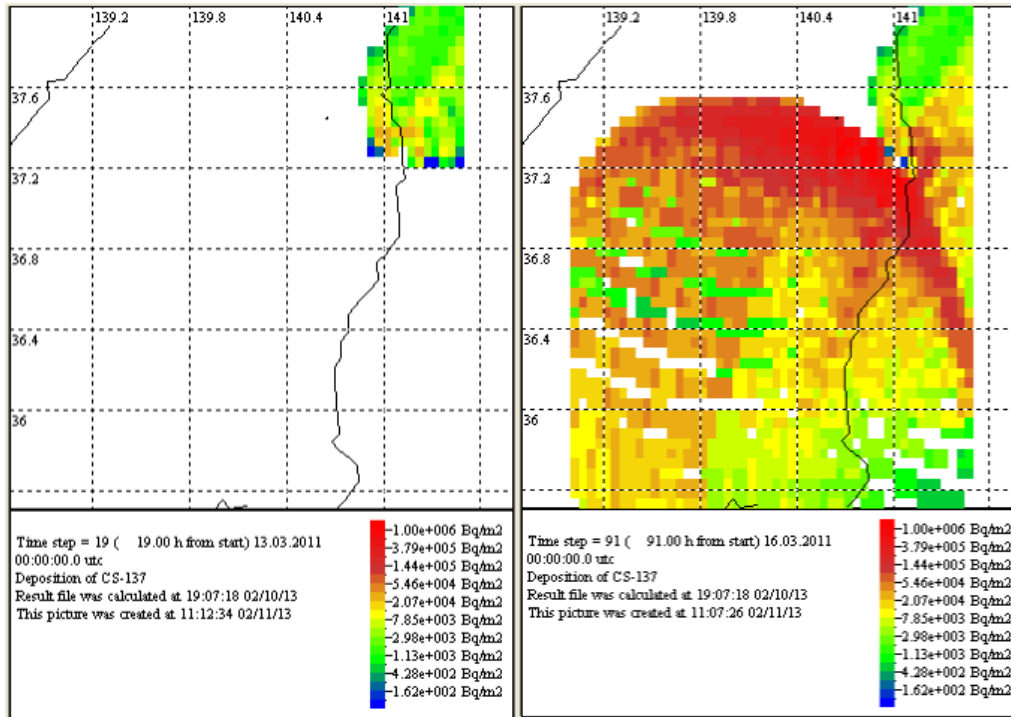 139.2 139.8 140.4 141
37.6
37.2
36.8
36.4
36
Time step = 19 ( 19.00 h from start) 13.03.2011
00:00:00.0 utc
Deposition of CS-137
Result file was calculated at 19:07:18 02/10/13
This picture was created at 11:12:34 02/11/13
1.00e+006 Bq/m2
3.79e+005 Bq/m2
1.44e+005 Bq/m2
5.46e+004 Bq/m2
2.07e+004 Bq/m2
7.85e+003 Bq/m2
2.98e+003 Bq/m2
1.13e+003 Bq/m2
4.28e+002 Bq/m2
1.62e+002 Bq/m2
139.2 139.8 140.4 141
37.6
37.2
36.8
36.4
36
Time step = 91 ( 91.00 h from start) 16.03.2011
00:00:00.0 utc
Deposition of CS-137
Result file was calculated at 19:07:18 02/10/13
This picture was created at 11:07:26 02/11/13
1.00e+006 Bq/m2
3.79e+005 Bq/m2
1.44e+005 Bq/m2
5.46e+004 Bq/m2
2.07e+004 Bq/m2
7.85e+003 Bq/m2
2.98e+003 Bq/m2
1.13e+003 Bq/m2
4.28e+002 Bq/m2
1.62e+002 Bq/m2